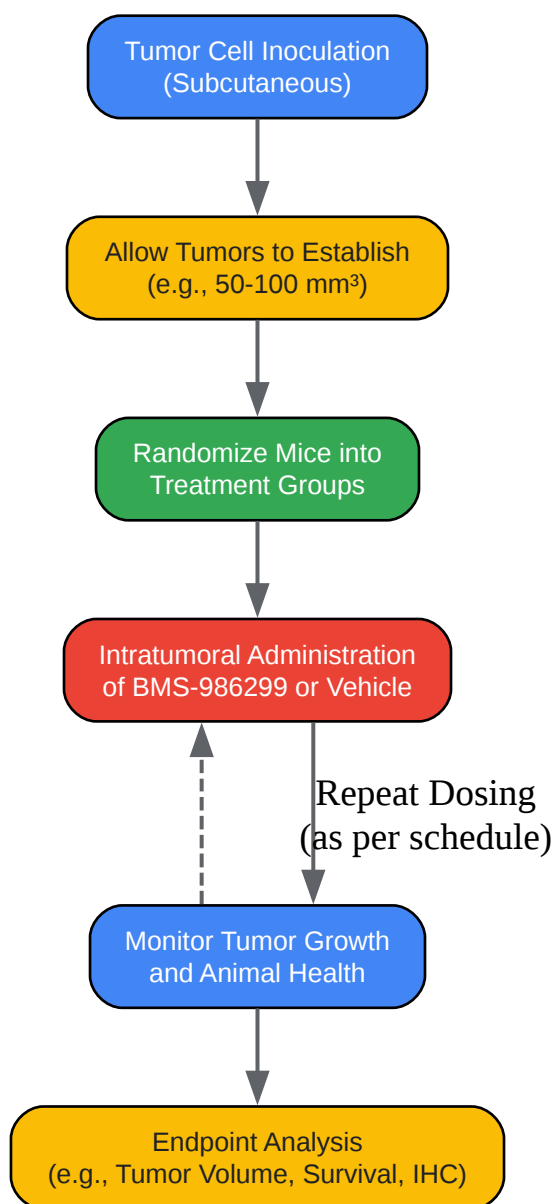 Tumor Cell Inoculation
(Subcutaneous)
Allow Tumors to Establish
(e.g., 50-100 mm³)
Randomize Mice into
Treatment Groups
Intratumoral Administration
of BMS-986299 or Vehicle
Repeat Dosing
(as per schedule)
Monitor Tumor Growth
and Animal Health
Endpoint Analysis
(e.g., Tumor Volume, Survival, IHC)